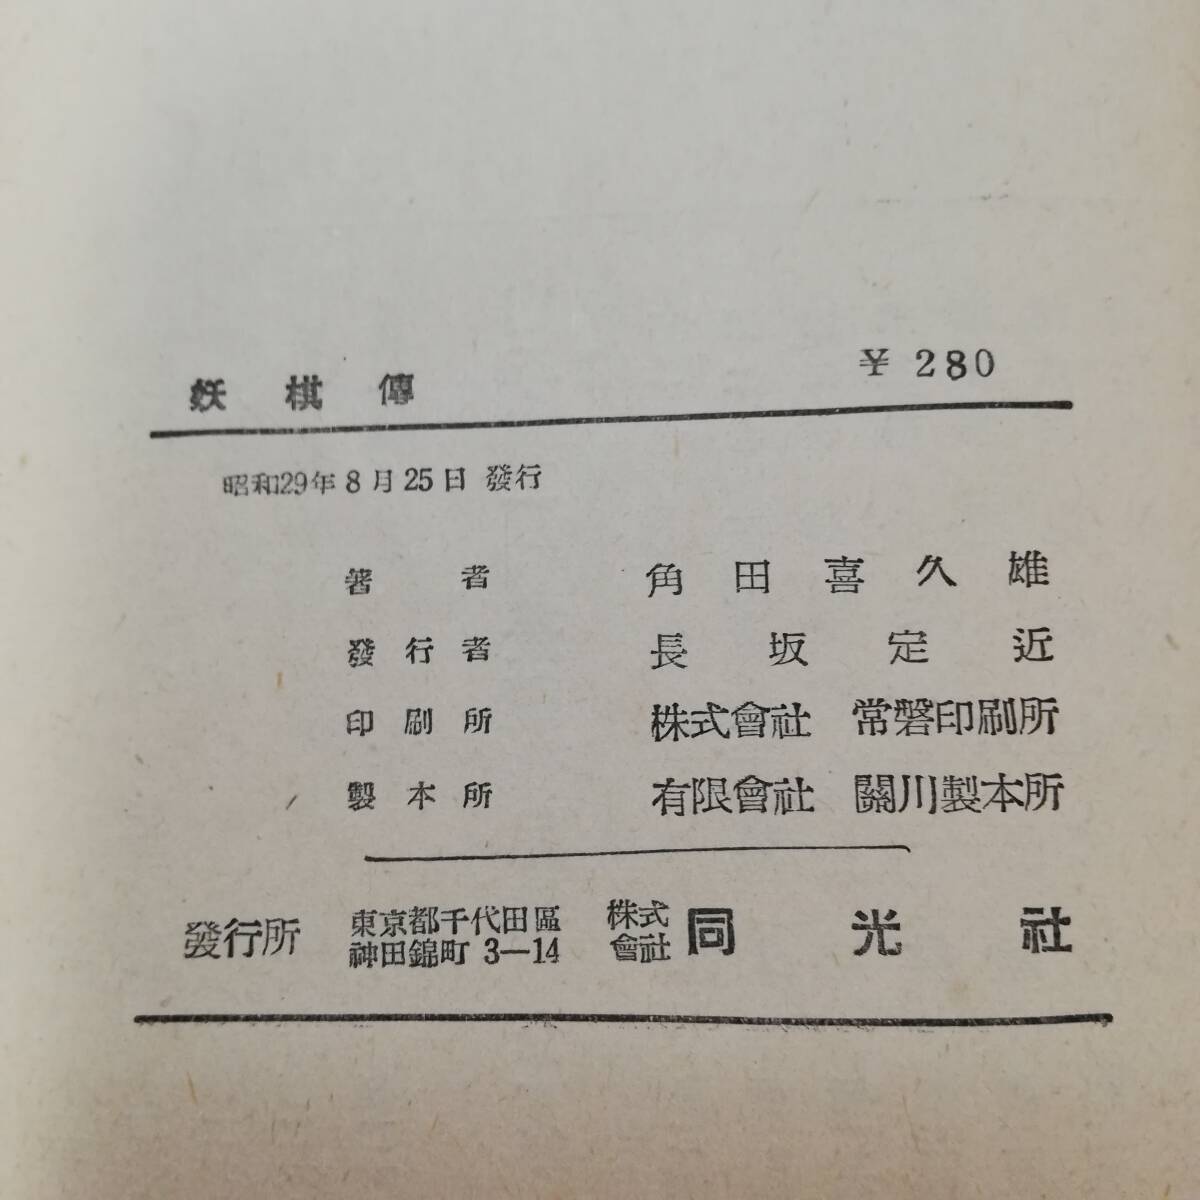 妖棋傳 ¥280
昭和29年8月25日 發行
著者 角田喜久雄
發行者 長坂定近
印刷所 株式會社 常磐印刷所
製本所 有限會社 關川製本所
發行所 東京都千代田區神田錦町3—14 株式會社 同光社